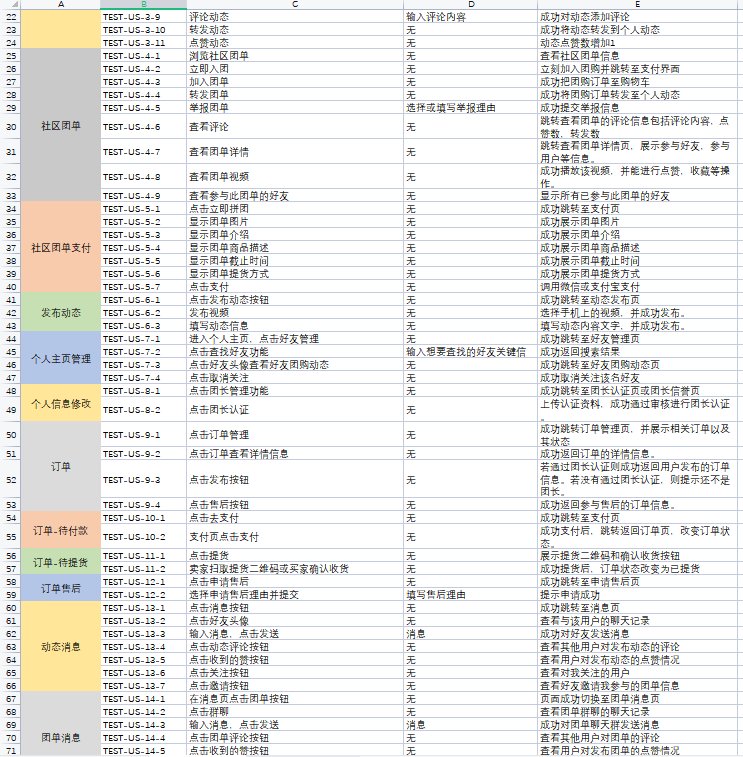 A B C D E
22 TEST-US-3-9 评论动态 输入评论内容 成功对动态添加评论
23 TEST-US-3-10 转发动态 无 成功将动态转发到个人动态
24 TEST-US-3-11 点赞动态 无 动态点赞数增加1
25 TEST-US-4-1 浏览社区团单 无 查看社区团单信息
26 TEST-US-4-2 立即入团 无 立刻加入团购并跳转至支付界面
27 TEST-US-4-3 加入团单 无 成功把团购订单至购物车
28 TEST-US-4-4 转发团单 无 成功将团购订单转发至个人动态
29 TEST-US-4-5 举报团单 选择或填写举报理由 成功提交举报信息
30 社区团单 TEST-US-4-6 查看评论 无 跳转查看团单的评论信息包括评论内容、点
赞数、转发数
31 TEST-US-4-7 查看团单详情 无 跳转查看团单详情页，展示参与好友、参与
用户等信息。
32 TEST-US-4-8 查看团单视频 无 成功播放该视频，并能进行点赞、收藏等操
作。
33 TEST-US-4-9 查看参与此团单的好友 无 显示所有已参与此团单的好友
34 TEST-US-5-1 点击立即拼团 无 成功跳转至支付页
35 TEST-US-5-2 显示团单图片 无 成功展示团单图片
36 TEST-US-5-3 显示团单介绍 无 成功展示团单介绍
37 社区团单支付 TEST-US-5-4 显示团单商品描述 无 成功展示团单商品描述
38 TEST-US-5-5 显示团单截止时间 无 成功展示团单截止时间
39 TEST-US-5-6 显示团单提货方式 无 成功展示团单提货方式
40 TEST-US-5-7 点击支付 无 调用微信或支付宝支付
41 TEST-US-6-1 点击发布动态按钮 无 成功跳转至动态发布页
42 发布动态 TEST-US-6-2 发布视频 无 选择手机上的视频，并成功发布。
43 TEST-US-6-3 填写动态信息 无 填写动态内容文字，并成功发布。
44 TEST-US-7-1 进入个人主页，点击好友管理 无 成功跳转至好友管理页
45 个人主页管理 TEST-US-7-2 点击查找好友功能 输入想要查找的好友关键信 成功返回搜素结果
46 TEST-US-7-3 点击好友头像查看好友团购动态 无 成功跳转至好友团购动态页
47 TEST-US-7-4 点击取消关注 无 成功取消关注该名好友
48 个人信息修改 TEST-US-8-1 点击团长管理功能 无 成功跳转至团长认证页或团长信誉页
49 TEST-US-8-2 点击团长认证 无 上传认证资料，成功通过审核进行团长认证
。
50 TEST-US-9-1 点击订单管理 无 成功跳转订单管理页，并展示相关订单以及
其状态
51 TEST-US-9-2 点击订单查看详情信息 无 成功返回订单的详情信息。
52 订单 TEST-US-9-3 点击发布按钮 无 若通过团长认证则成功返回用户发布的订单
信息。若没有通过团长认证，则提示还不是
团长。
53 TEST-US-9-4 点击售后按钮 无 成功返回参与售后的订单信息。
54 订单-待付款 TEST-US-10-1 点击去支付 无 成功跳转至支付页
55 TEST-US-10-2 支付页点击支付 无 成功支付后，跳转返回订单页，改变订单状
态。
56 订单-待提货 TEST-US-11-1 点击提货 无 展示提货二维码和确认收货按钮
57 TEST-US-11-2 卖家扫取提货二维码或买家确认收货 无 成功提货后，订单状态改变为已提货
58 订单售后 TEST-US-12-1 点击申请售后 无 成功跳转至申请售后页
59 TEST-US-12-2 选择申请售后理由并提交 填写售后理由 提示申请成功
60 TEST-US-13-1 点击消息按钮 无 成功跳转至消息页
61 TEST-US-13-2 点击好友头像 无 查看与该用户的聊天记录
62 TEST-US-13-3 输入消息，点击发送 消息 成功对好友发送消息
63 动态消息 TEST-US-13-4 点击动态评论按钮 无 查看其他用户对发布动态的评论
64 TEST-US-13-5 点击收到的赞按钮 无 查看用户对发布动态的点赞情况
65 TEST-US-13-6 点击关注按钮 无 查看对我关注的用户
66 TEST-US-13-7 点击邀请按钮 无 查看好友邀请我参与的团单信息
67 TEST-US-14-1 在消息页点击团单按钮 无 页面成功切换至团单消息页
68 TEST-US-14-2 点击群聊 无 查看团单群聊的聊天记录
69 TEST-US-14-3 输入消息，点击发送 消息 成功对团单聊天群发送消息
70 团单消息 TEST-US-14-4 点击团单评论按钮 无 查看其他用户对团单的评论
71 TEST-US-14-5 点击收到的赞按钮 无 查看用户对发布团单的点赞情况